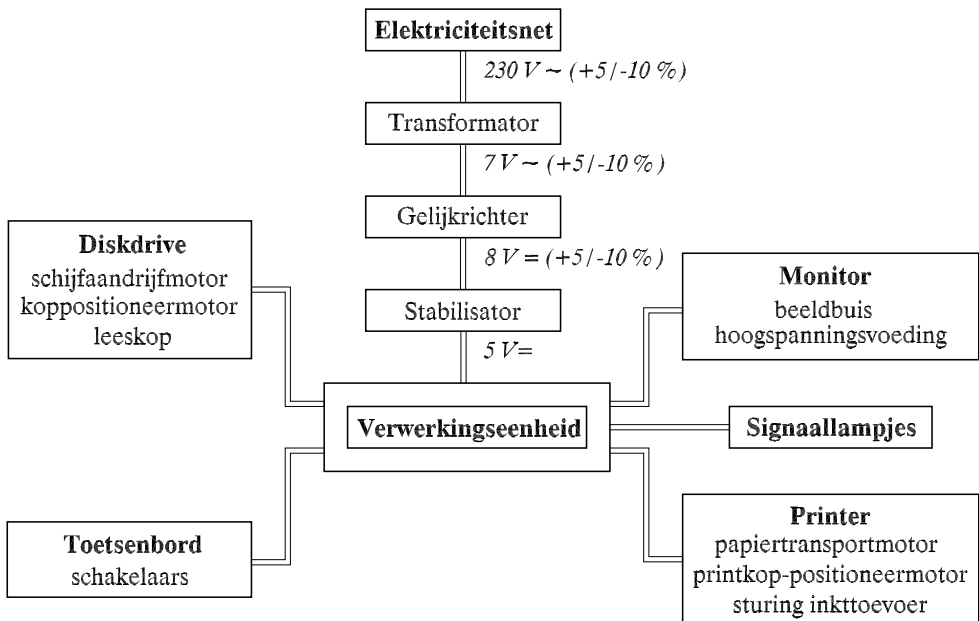 Elektriciteitsnet
230 V ~ (+5/-10 %)
Transformator
7 V ~ (+5/-10 %)
Gelijkrichter
8 V = (+5/-10 %)
Stabilisator
5 V=
Diskdrive
schijfaandrijfmotor
koppositioneermotor
leeskop
Monitor
beeldbuis
hoogspanningsvoeding
Verwerkingseenheid
Signaallampjes
Toetsenbord
schakelaars
Printer
papiertransportmotor
printkop-positioneermotor
sturing inkttoevoer